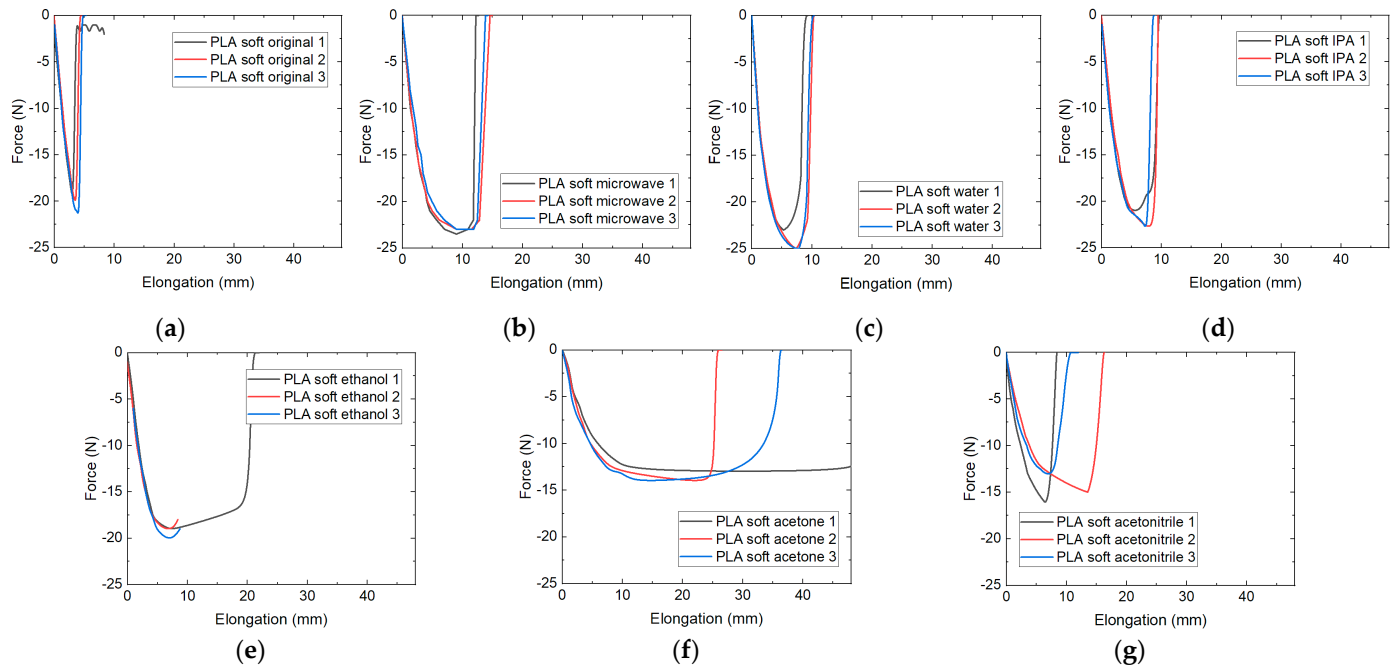 0
-5
-10
-15
-20
-25
Force (N)
0 10 20 30 40
Elongation (mm)
PLA soft original 1
PLA soft original 2
PLA soft original 3
(a)
0
-5
-10
-15
-20
-25
Force (N)
0 10 20 30 40
Elongation (mm)
PLA soft microwave 1
PLA soft microwave 2
PLA soft microwave 3
(b)
0
-5
-10
-15
-20
-25
Force (N)
0 10 20 30 40
Elongation (mm)
PLA soft water 1
PLA soft water 2
PLA soft water 3
(c)
0
-5
-10
-15
-20
-25
Force (N)
0 10 20 30 40
Elongation (mm)
PLA soft IPA 1
PLA soft IPA 2
PLA soft IPA 3
(d)
0
-5
-10
-15
-20
-25
Force (N)
0 10 20 30 40
Elongation (mm)
PLA soft ethanol 1
PLA soft ethanol 2
PLA soft ethanol 3
(e)
0
-5
-10
-15
-20
-25
Force (N)
0 10 20 30 40
Elongation (mm)
PLA soft acetone 1
PLA soft acetone 2
PLA soft acetone 3
(f)
0
-5
-10
-15
-20
-25
Force (N)
0 10 20 30 40
Elongation (mm)
PLA soft acetonitrile 1
PLA soft acetonitrile 2
PLA soft acetonitrile 3
(g)